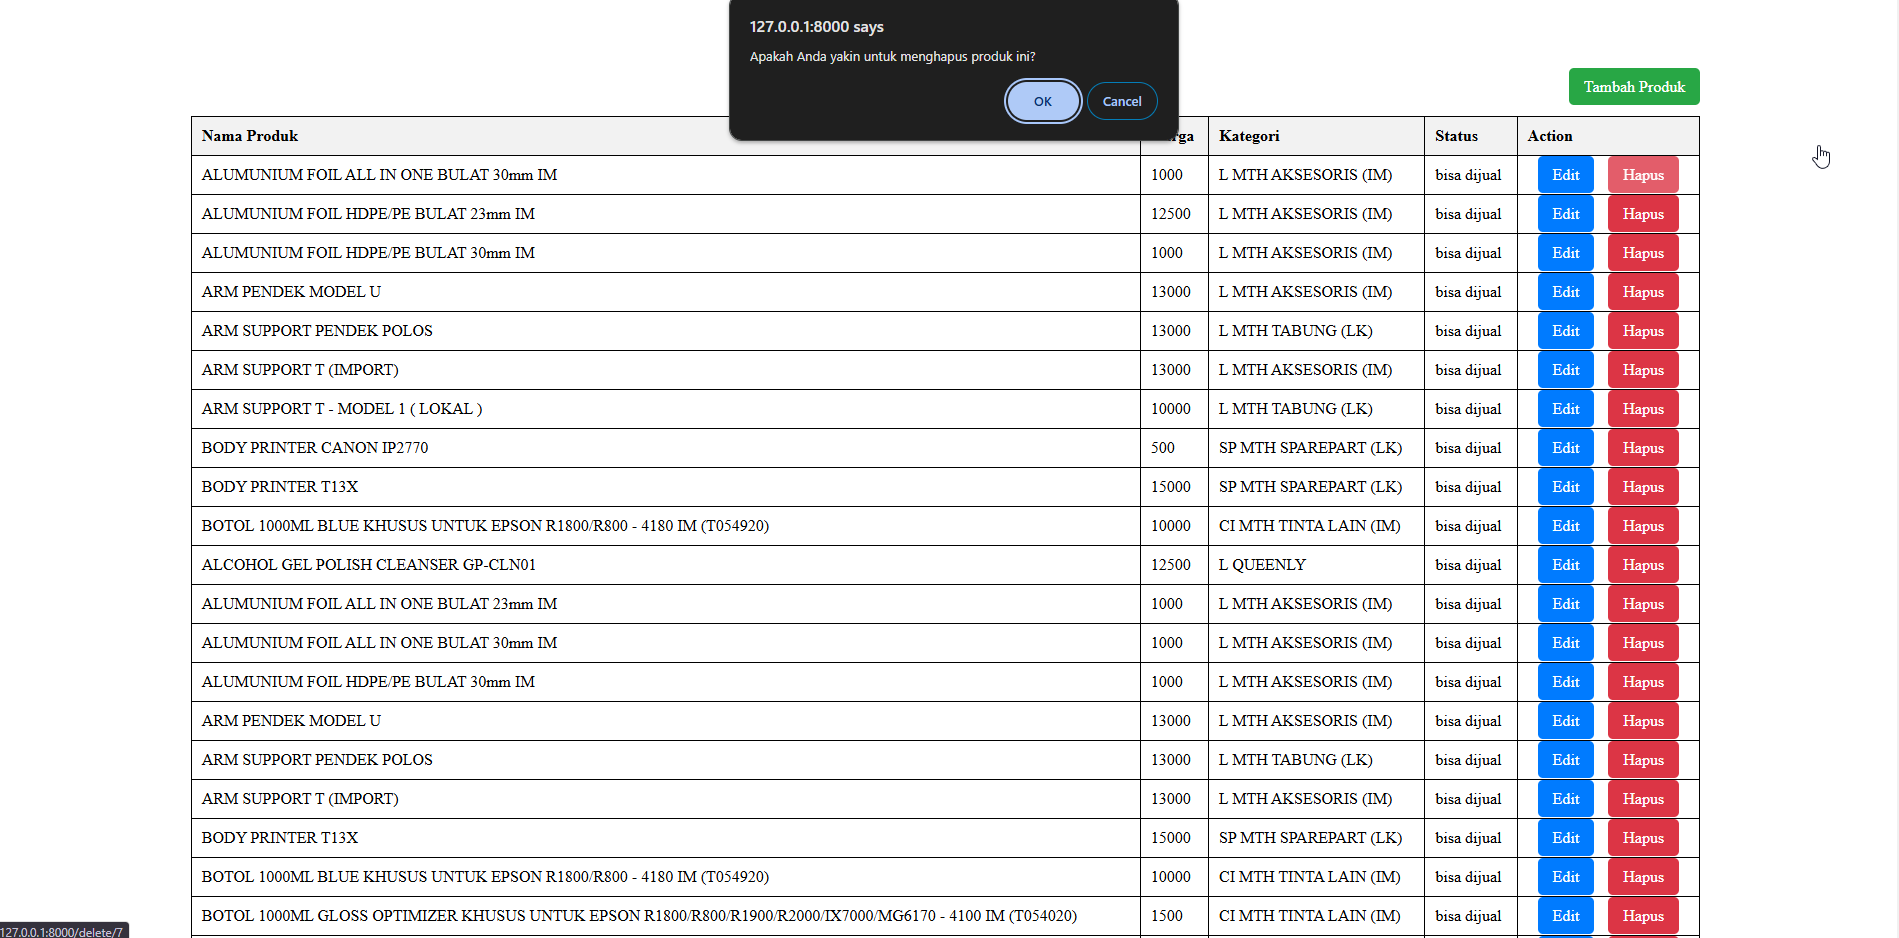 127.0.0.1:8000 says
Apakah Anda yakin untuk menghapus produk ini?
OK Cancel
Tambah Produk
Nama Produk rga Kategori Status Action
ALUMUNIUM FOIL ALL IN ONE BULAT 30mm IM 1000 L MTH AKSESORIS (IM) bisa dijual Edit Hapus
ALUMUNIUM FOIL HDPE/PE BULAT 23mm IM 12500 L MTH AKSESORIS (IM) bisa dijual Edit Hapus
ALUMUNIUM FOIL HDPE/PE BULAT 30mm IM 1000 L MTH AKSESORIS (IM) bisa dijual Edit Hapus
ARM PENDEK MODEL U 13000 L MTH AKSESORIS (IM) bisa dijual Edit Hapus
ARM SUPPORT PENDEK POLOS 13000 L MTH TABUNG (LK) bisa dijual Edit Hapus
ARM SUPPORT T (IMPORT) 13000 L MTH AKSESORIS (IM) bisa dijual Edit Hapus
ARM SUPPORT T - MODEL 1 ( LOKAL ) 10000 L MTH TABUNG (LK) bisa dijual Edit Hapus
BODY PRINTER CANON IP2770 500 SP MTH SPAREPART (LK) bisa dijual Edit Hapus
BODY PRINTER T13X 15000 SP MTH SPAREPART (LK) bisa dijual Edit Hapus
BOTOL 1000ML BLUE KHUSUS UNTUK EPSON R1800/R800 - 4180 IM (T054920) 10000 CI MTH TINTA LAIN (IM) bisa dijual Edit Hapus
ALCOHOL GEL POLISH CLEANSER GP-CLN01 12500 L QUEENLY bisa dijual Edit Hapus
ALUMUNIUM FOIL ALL IN ONE BULAT 23mm IM 1000 L MTH AKSESORIS (IM) bisa dijual Edit Hapus
ALUMUNIUM FOIL ALL IN ONE BULAT 30mm IM 1000 L MTH AKSESORIS (IM) bisa dijual Edit Hapus
ALUMUNIUM FOIL HDPE/PE BULAT 30mm IM 1000 L MTH AKSESORIS (IM) bisa dijual Edit Hapus
ARM PENDEK MODEL U 13000 L MTH AKSESORIS (IM) bisa dijual Edit Hapus
ARM SUPPORT PENDEK POLOS 13000 L MTH TABUNG (LK) bisa dijual Edit Hapus
ARM SUPPORT T (IMPORT) 13000 L MTH AKSESORIS (IM) bisa dijual Edit Hapus
BODY PRINTER T13X 15000 SP MTH SPAREPART (LK) bisa dijual Edit Hapus
BOTOL 1000ML BLUE KHUSUS UNTUK EPSON R1800/R800 - 4180 IM (T054920) 10000 CI MTH TINTA LAIN (IM) bisa dijual Edit Hapus
BOTOL 1000ML GLOSS OPTIMIZER KHUSUS UNTUK EPSON R1800/R800/R1900/R2000/IX7000/MG6170 - 4100 IM (T054020) 1500 CI MTH TINTA LAIN (IM) bisa dijual Edit Hapus
127.0.0.1:8000/delete/7